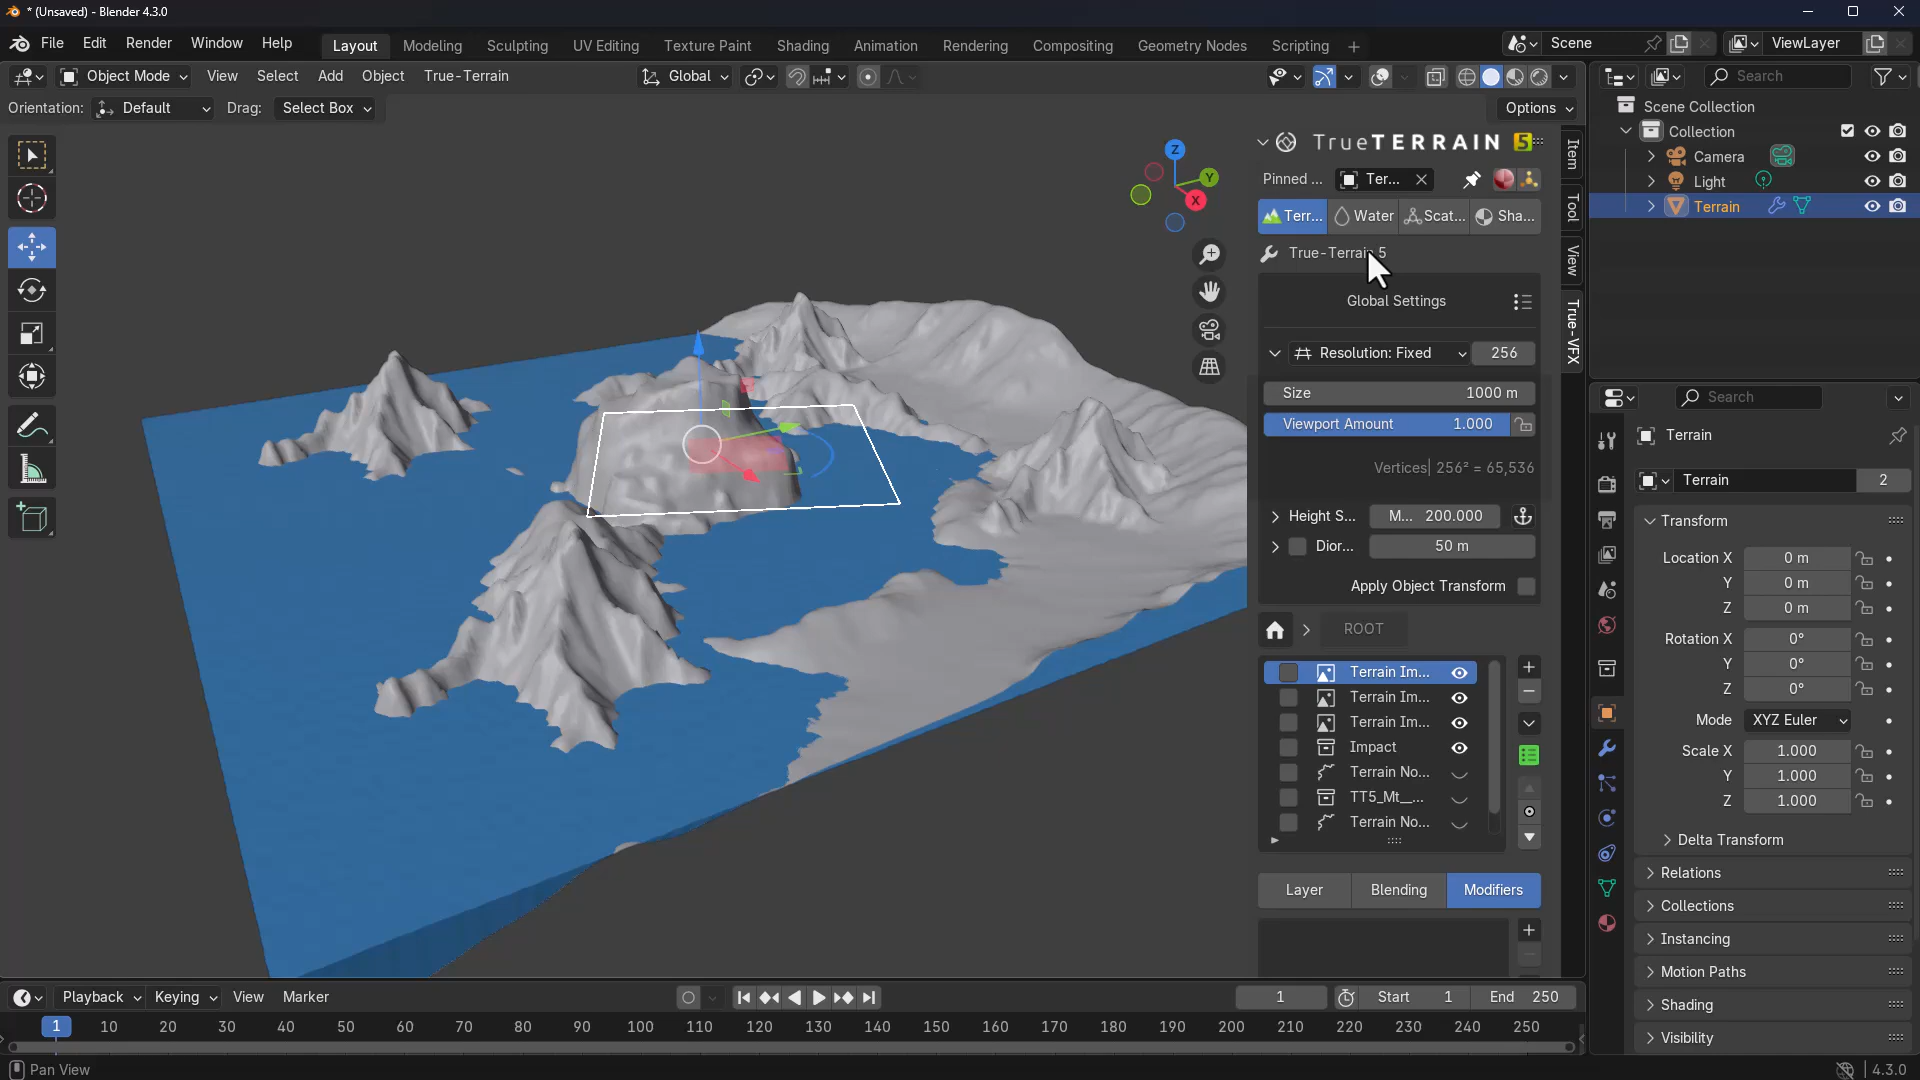 * (Unsaved) - Blender 4.3.0
File Edit Render Window Help Layout Modeling Sculpting UV Editing Texture Paint Shading Animation Rendering Compositing Geometry Nodes Scripting + Scene ViewLayer
Object Mode View Select Add Object True-Terrain Global Search
Orientation: Default Drag: Select Box Options
Scene Collection
Collection
Camera
Light
Terrain
Z
Y
X
TrueTERRAIN 5
Pinned ... Ter...
Terr... Water Scat... Sha...
True-Terrain 5
Global Settings
Resolution: Fixed 256
Size 1000 m
Viewport Amount 1.000
Vertices| 256² = 65,536
Height S... M... 200.000
Dior... 50 m
Apply Object Transform
ROOT
Terrain Im...
Terrain Im...
Terrain Im...
Impact
Terrain No...
TT5_Mt__...
Terrain No...
Layer Blending Modifiers
Item
Tool
View
True-VFX
Search
Terrain
Terrain 2
Transform
Location X 0 m
Y 0 m
Z 0 m
Rotation X 0°
Y 0°
Z 0°
Mode XYZ Euler
Scale X 1.000
Y 1.000
Z 1.000
Delta Transform
Relations
Collections
Instancing
Motion Paths
Shading
Visibility
Playback Keying View Marker 1 Start 1 End 250
1 10 20 30 40 50 60 70 80 90 100 110 120 130 140 150 160 170 180 190 200 210 220 230 240 250
Pan View 4.3.0